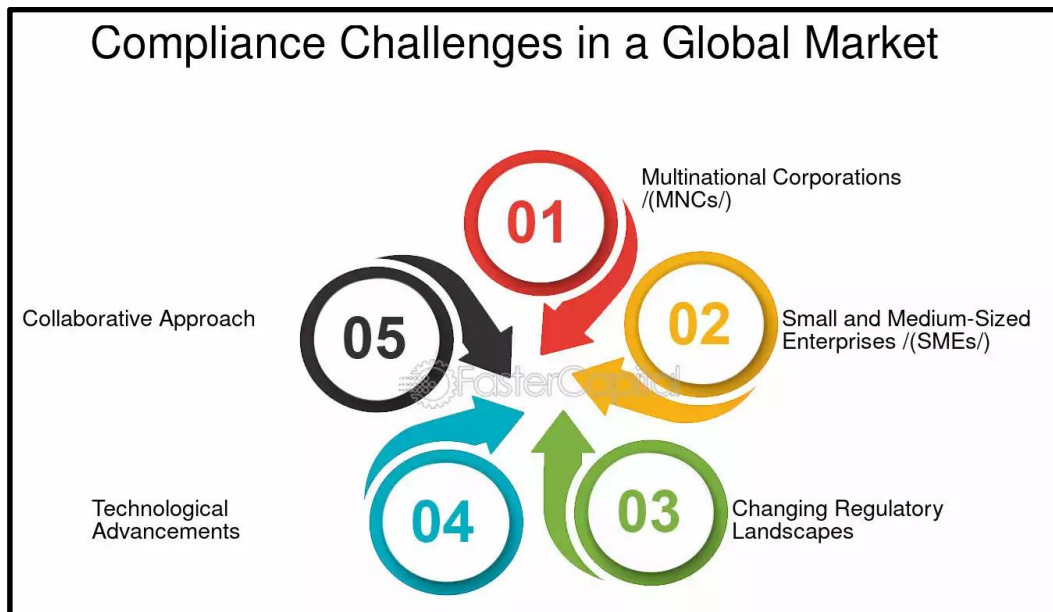 Compliance Challenges in a Global Market
01
Multinational Corporations
/(MNCs/)
02
Small and Medium-Sized
Enterprises /(SMEs/)
03
Changing Regulatory
Landscapes
04
Technological
Advancements
05
Collaborative Approach
FasterCapital